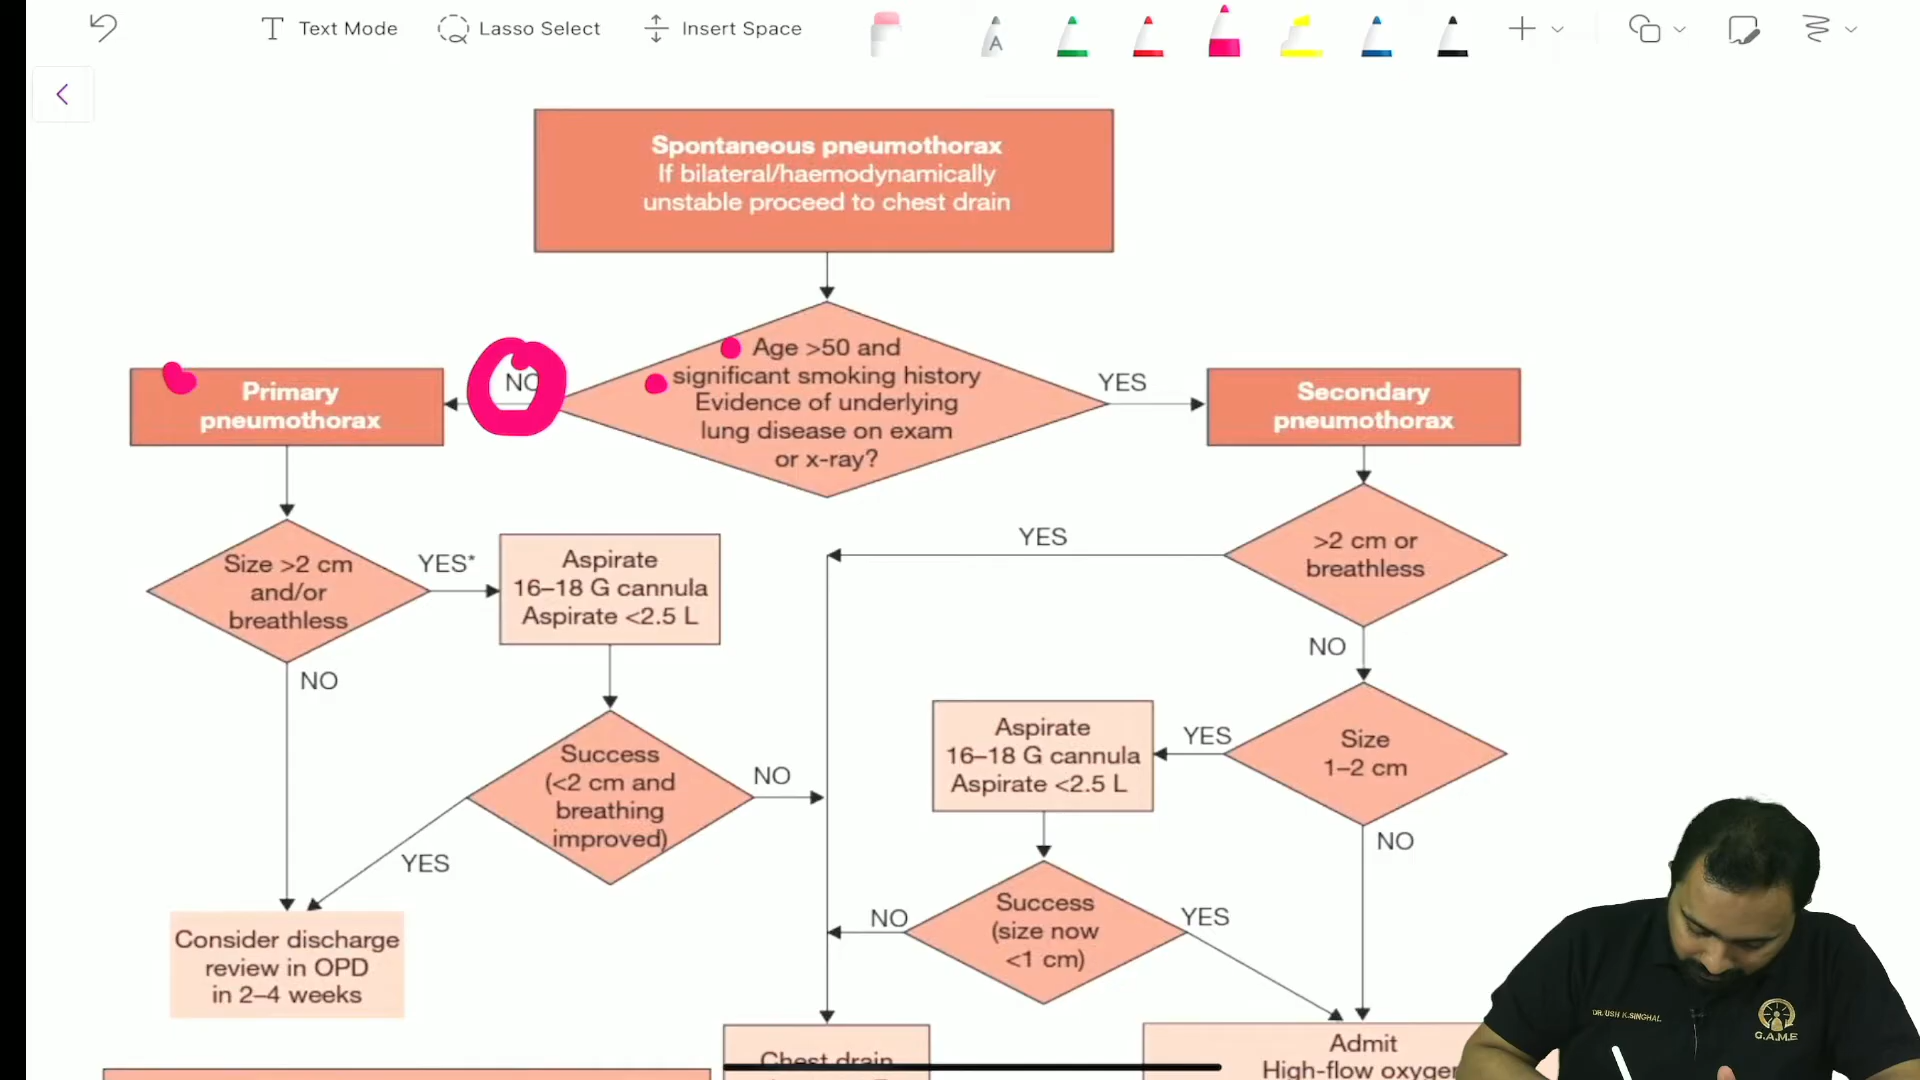 Text Mode
Lasso Select
Insert Space
A
Spontaneous pneumothorax
If bilateral/haemodynamically
unstable proceed to chest drain
Age >50 and
significant smoking history
Evidence of underlying
lung disease on exam
or x-ray?
NO
YES
Primary
pneumothorax
Secondary
pneumothorax
Size >2 cm
and/or
breathless
YES*
Aspirate
16–18 G cannula
Aspirate <2.5 L
NO
Success
(<2 cm and
breathing
improved)
NO
YES
Consider discharge
review in OPD
in 2–4 weeks
>2 cm or
breathless
YES
NO
Size
1–2 cm
YES
Aspirate
16–18 G cannula
Aspirate <2.5 L
NO
Success
(size now
<1 cm)
NO
YES
Chest drain
Admit
High-flow oxygen
G.A.M.E